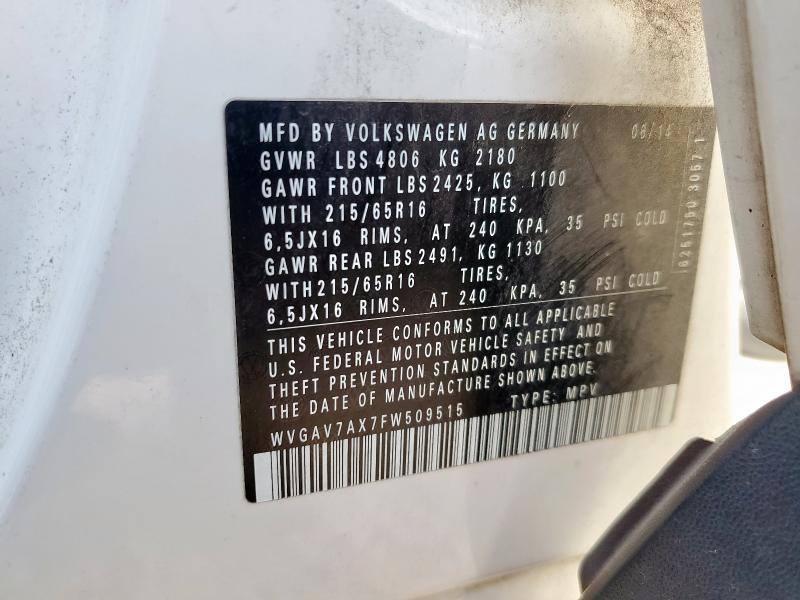 MFD BY VOLKSWAGEN AG GERMANY 08/14
GVWR LBS 4806 KG 2180
GAWR FRONT LBS 2425, KG 1100
WITH 215/65R16 TIRES,
6,5JX16 RIMS, AT 240 KPA, 35 PSI COLD
GAWR REAR LBS 2491, KG 1130
WITH 215/65R16 TIRES,
6,5JX16 RIMS, AT 240 KPA, 35 PSI COLD
THIS VEHICLE CONFORMS TO ALL APPLICABLE
U.S. FEDERAL MOTOR VEHICLE SAFETY AND
THEFT PREVENTION STANDARDS IN EFFECT ON
THE DATE OF MANUFACTURE SHOWN ABOVE.
WVGAV7AX7FW509515 TYPE: MPV